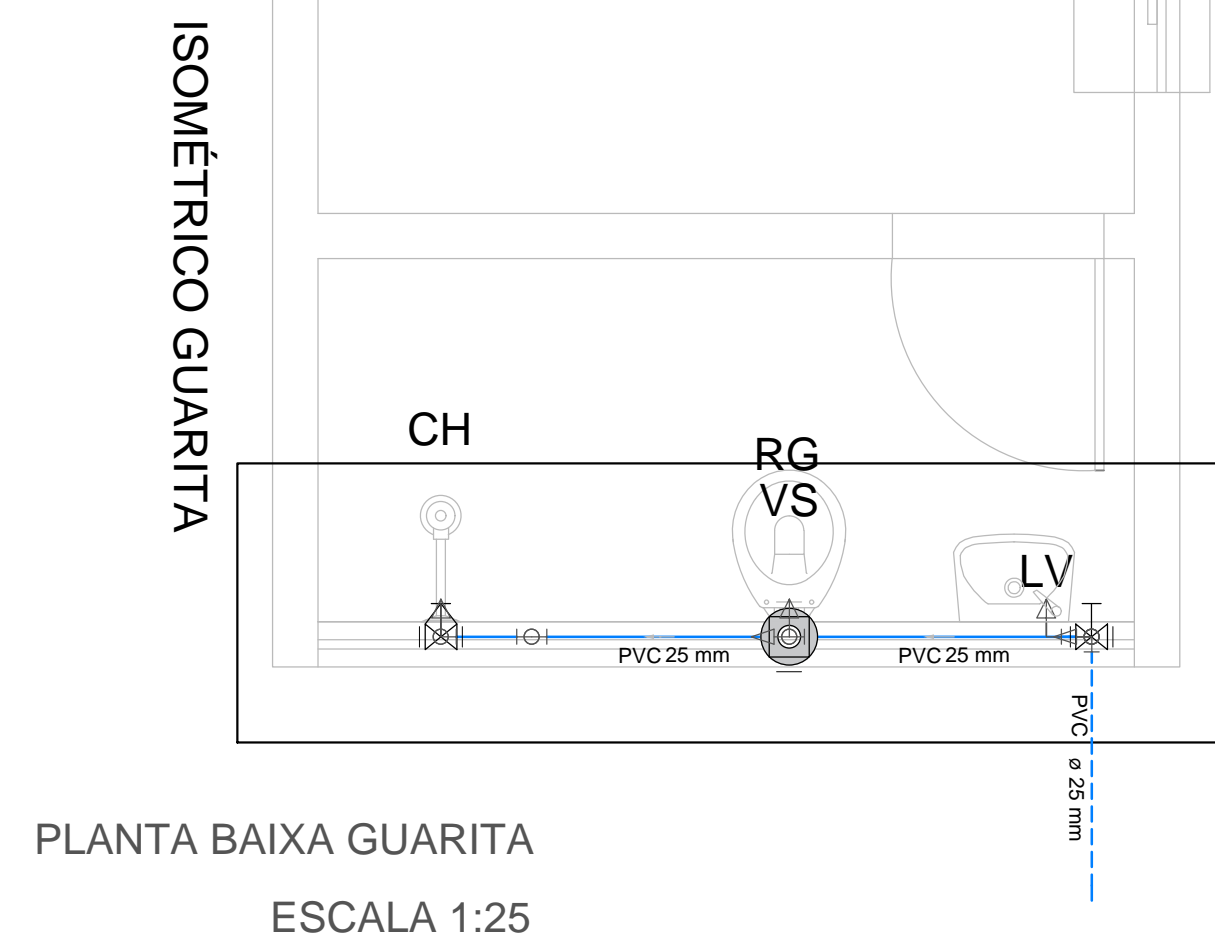 ISOMÉTRICO GUARITA
CH
RG
VS
LV
PVC 25 mm
PVC 25 mm
PVC ø 25 mm
PLANTA BAIXA GUARITA
ESCALA 1:25